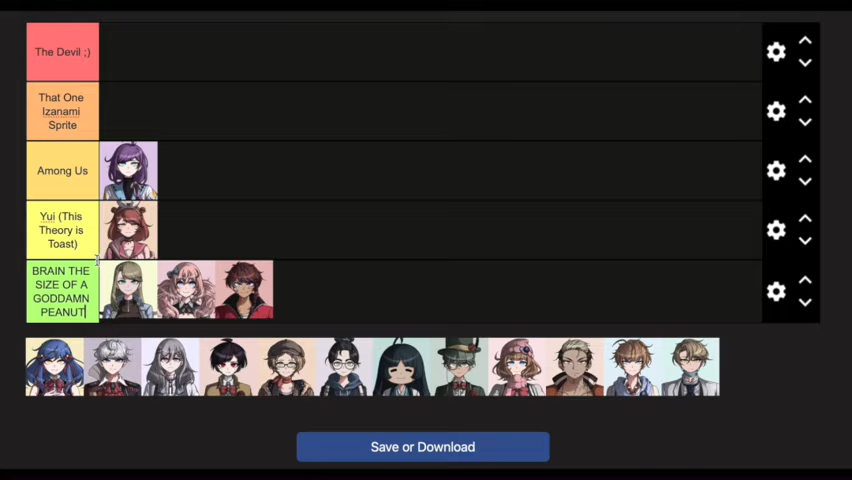 The Devil ;)
That One
Izanami
Sprite
Among Us
Yui (This
Theory is
Toast)
BRAIN THE
SIZE OF A
GODDAMN
PEANUT
Save or Download